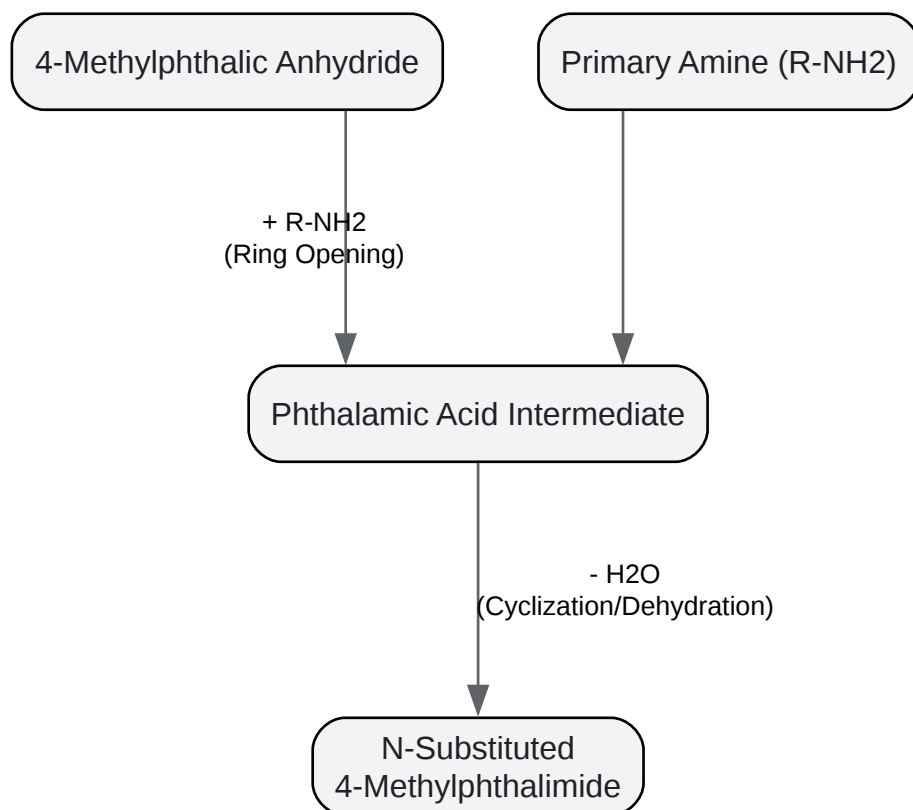 4-Methylphthalic Anhydride
Primary Amine (R-NH2)
+ R-NH2
(Ring Opening)
Phthalamic Acid Intermediate
- H2O
(Cyclization/Dehydration)
N-Substituted
4-Methylphthalimide